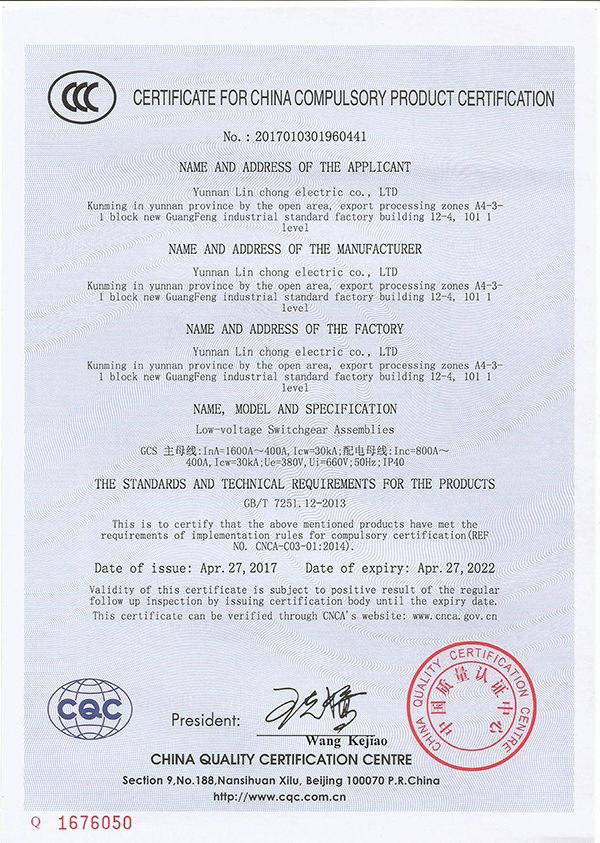 CCC
CERTIFICATE FOR CHINA COMPULSORY PRODUCT CERTIFICATION
No.: 2017010301960441
NAME AND ADDRESS OF THE APPLICANT
Yunnan Lin chong electric co., LTD
Kunming in yunnan province by the open area, export processing zones A4-3-
1 block new GuangFeng industrial standard factory building 12-4, 101 1
level
NAME AND ADDRESS OF THE MANUFACTURER
Yunnan Lin chong electric co., LTD
Kunming in yunnan province by the open area, export processing zones A4-3-
1 block new GuangFeng industrial standard factory building 12-4, 101 1
level
NAME AND ADDRESS OF THE FACTORY
Yunnan Lin chong electric co., LTD
Kunming in yunnan province by the open area, export processing zones A4-3-
1 block new GuangFeng industrial standard factory building 12-4, 101 1
level
NAME, MODEL AND SPECIFICATION
Low-voltage Switchgear Assemblies
GCS 主母线:InA=1600A～400A, Icw=30kA;配电母线:Inc=800A～
400A, Icw=30kA;Ue=380V, Ui=660V;50Hz;IP40
THE STANDARDS AND TECHNICAL REQUIREMENTS FOR THE PRODUCTS
GB/T 7251.12-2013
This is to certify that the above mentioned products have met the
requirements of implementation rules for compulsory certification(REF
NO. CNCA-C03-01:2014).
Date of issue: Apr. 27, 2017 Date of expiry: Apr. 27, 2022
Validity of this certificate is subject to positive result of the regular
follow up inspection by issuing certification body until the expiry date.
This certificate can be verified through CNCA's website: www.cnca.gov.cn
CQC
President:
Wang Kejiao
CHINA QUALITY CERTIFICATION CENTRE
中国质量认证中心
CHINA QUALITY CERTIFICATION CENTRE
Section 9, No.188, Nansihuan Xilu, Beijing 100070 P.R.China
http://www.cqc.com.cn
Q 1676050